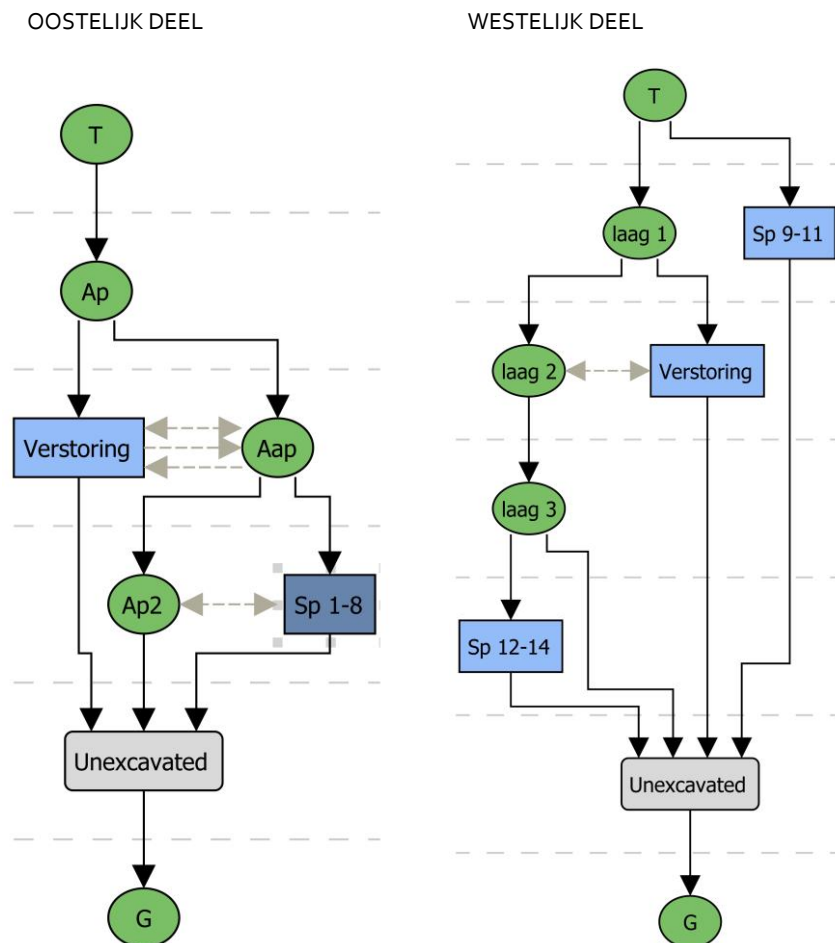 OOSTELIJK DEEL
T
Ap
Verstoring
Aap
Ap2
Sp 1-8
Unexcavated
G
WESTELIJK DEEL
T
laag 1
Sp 9-11
laag 2
Verstoring
laag 3
Sp 12-14
Unexcavated
G